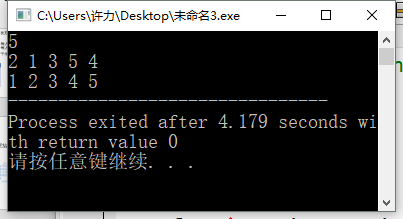 C:\Users\许力\Desktop\未命名3.exe
5
2 1 3 5 4
1 2 3 4 5
--------------------------------
Process exited after 4.179 seconds wi
th return value 0
请按任意键继续. . .